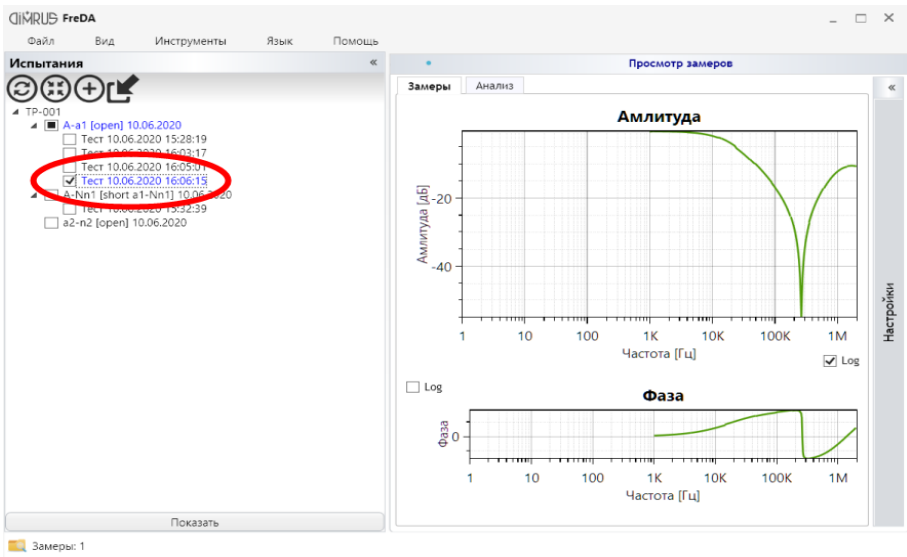 DIMRUS FreDA
Файл Вид Инструменты Язык Помощь
Испытания
TP-001
A-a1 [open] 10.06.2020
Тест 10.06.2020 15:28:19
Тест 10.06.2020 16:03:17
Тест 10.06.2020 16:05:01
Тест 10.06.2020 16:06:15
A-Nn1 [short a1-Nn1] 10.06.2020
Тест 10.06.2020 15:32:39
a2-n2 [open] 10.06.2020
Показать
Замеры: 1
Просмотр замеров
Замеры Анализ
Амлитуда
Амлитуда [дБ]
-20
-40
1 10 100 1K 10K 100K 1M
Частота [Гц]
Log
Log
Фаза
Фаза
0
1 10 100 1K 10K 100K 1M
Частота [Гц]
Настройки